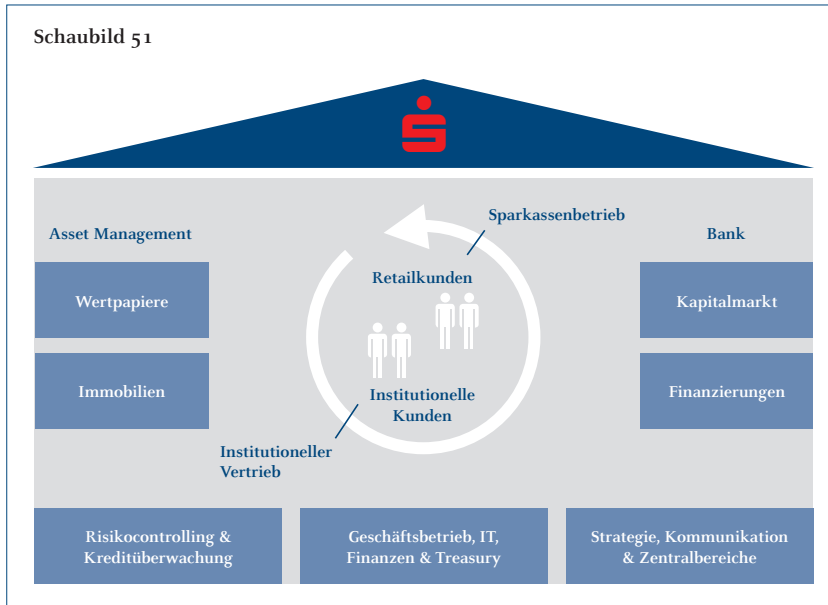 Schaubild 51
Sparkassenbetrieb
Asset Management
Bank
Retailkunden
Wertpapiere
Kapitalmarkt
Immobilien
Finanzierungen
Institutionelle
Kunden
Institutioneller
Vertrieb
Risikocontrolling &
Kreditüberwachung
Geschäftsbetrieb, IT,
Finanzen & Treasury
Strategie, Kommunikation
& Zentralbereiche